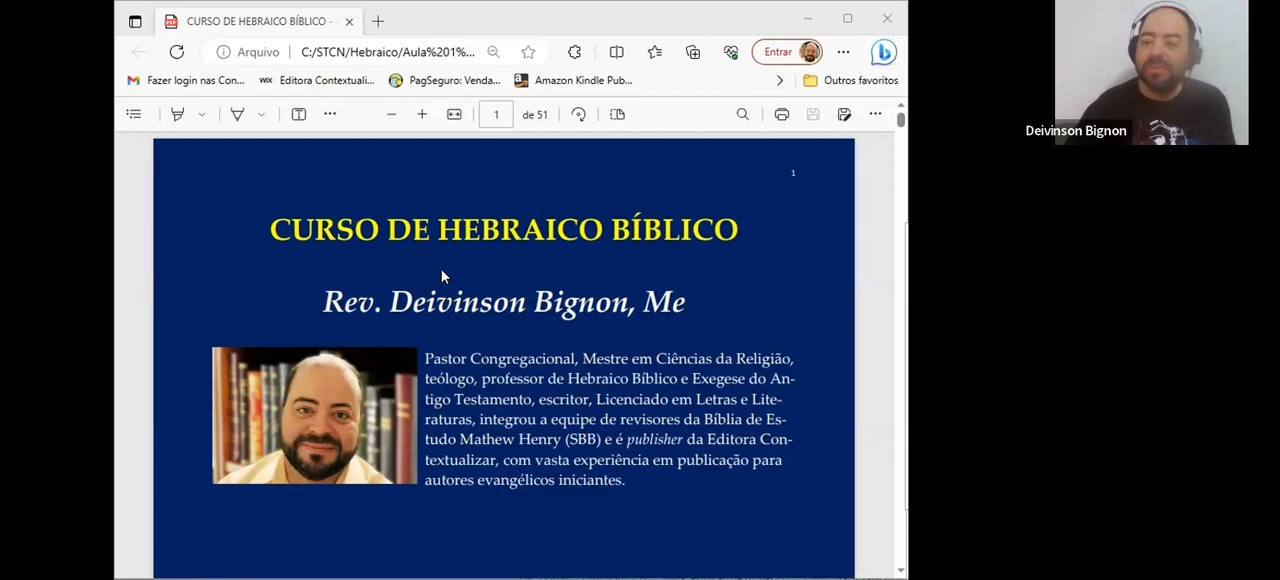 CURSO DE HEBRAICO BÍBLICO -
Arquivo
C:/STCN/Hebraico/Aula%201%...
Entrar
Fazer login nas Con...
WIX Editora Contextuali...
PagSeguro: Venda...
Amazon Kindle Pub...
Outros favoritos
1
de 51
1
CURSO DE HEBRAICO BÍBLICO
Rev. Deivinson Bignon, Me
Pastor Congregacional, Mestre em Ciências da Religião,
teólogo, professor de Hebraico Bíblico e Exegese do An-
tigo Testamento, escritor, Licenciado em Letras e Lite-
raturas, integrou a equipe de revisores da Bíblia de Es-
tudo Mathew Henry (SBB) e é publisher da Editora Con-
textualizar, com vasta experiência em publicação para
autores evangélicos iniciantes.
Deivinson Bignon